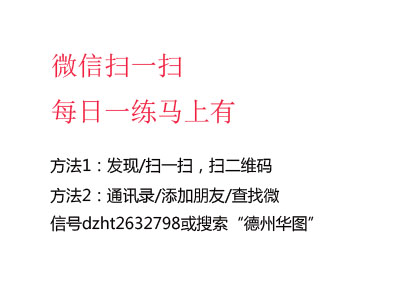 微信扫一扫
每日一练马上有
方法1：发现/扫一扫，扫二维码
方法2：通讯录/添加朋友/查找微
信号dzht2632798或搜索“德州华图”